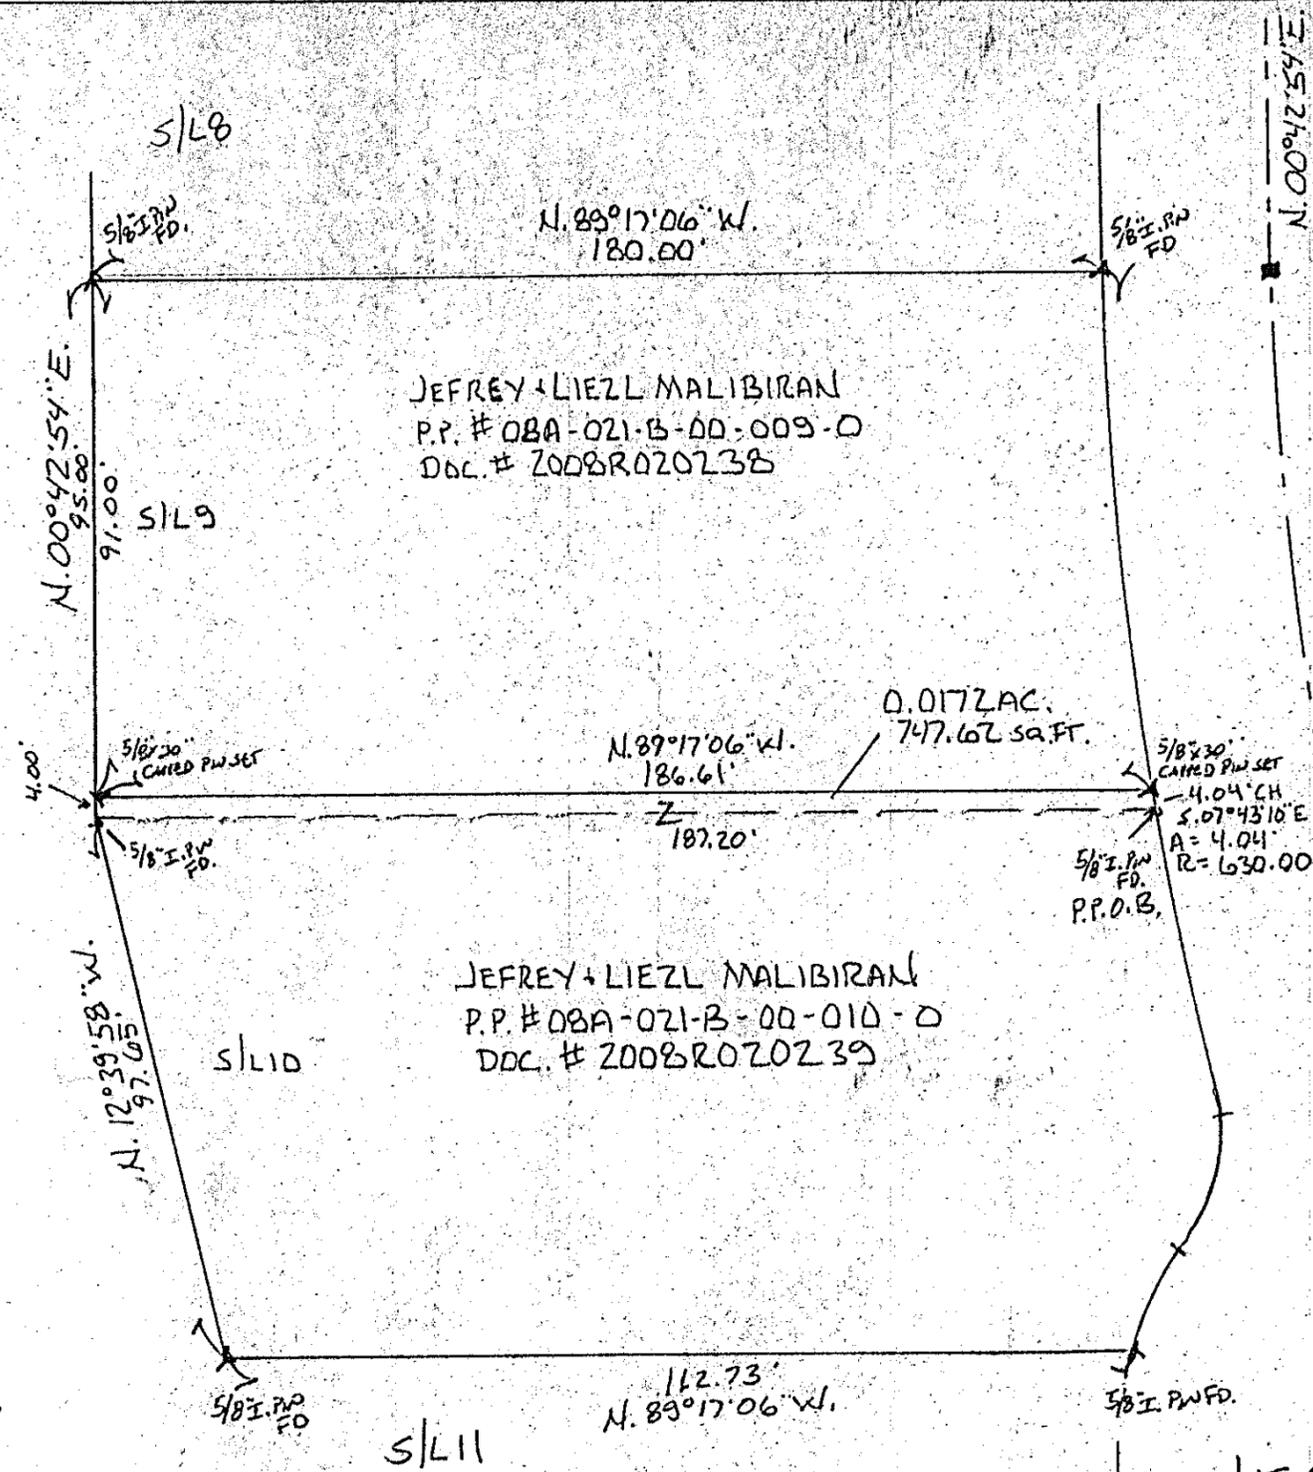 S/L8
N.00°42'54"E.
5/8"I.PIN
FD.
N.89°17'06"W.
180.00'
5/8"I.PIN
FD
JEFREY + LIEZL MALIBIRAN
P.P. # 08A-021-B-00-009-0
DOC. # 2008R020238
N.00°42'54"E.
95.00'
91.00'
S/L9
0.0172AC.
747.62 SQ.FT.
4.00'
5/8"x30"
CAPPED PIN SET
N.89°17'06"W.
186.61'
5/8"x30"
CAPPED PIN SET
4.04'CH
S.07°43'10"E
A=4.04'
R=630.00
Z
187.20'
5/8"I.PIN
FD.
5/8"I.PIN
FD.
P.P.O.B.
JEFREY + LIEZL MALIBIRAN
P.P. # 08A-021-B-00-010-0
DOC. # 2008R020239
N.12°39'58"W.
97.65'
S/L10
5/8"I.PIN
FD
162.73'
N.89°17'06"W.
5/8"I.PIN FD.
S/L11